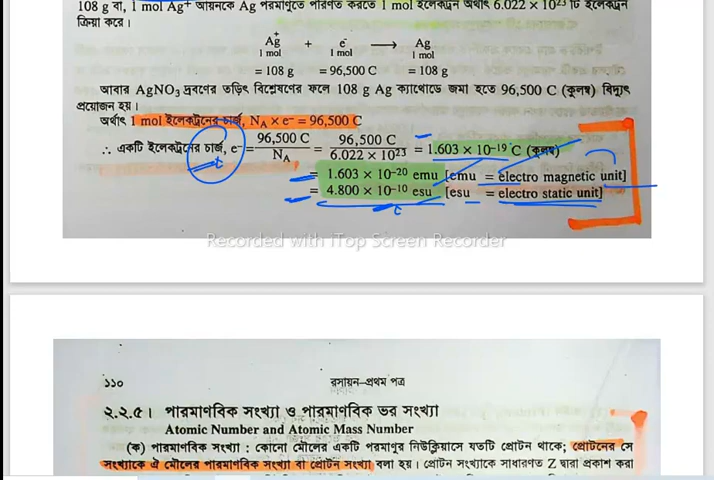 108 g বা, 1 mol Ag⁺ আয়নকে Ag পরমাণুতে পরিণত করতে 1 mol ইলেকট্রন অর্থাৎ 6.022 × 10²³ টি ইলেকট্রন
ক্রিয়া করে।
Ag⁺ + e⁻ ⟶ Ag
1 mol 1 mol 1 mol
= 108 g = 96,500 C = 108 g
আবার AgNO₃ দ্রবণের তড়িৎ বিশ্লেষণের ফলে 108 g Ag ক্যাথোডে জমা হতে 96,500 C (কুলম্ব) বিদ্যুৎ
প্রয়োজন হয়।
অর্থাৎ 1 mol ইলেকট্রনের চার্জ, N_A × e⁻ = 96,500 C
∴ একটি ইলেকট্রনের চার্জ, e⁻ = 96,500 C / N_A = 96,500 C / 6.022 × 10²³ = 1.603 × 10⁻¹⁹ C (কুলম্ব)
= 1.603 × 10⁻²⁰ emu [emu = electro magnetic unit]
= 4.800 × 10⁻¹⁰ esu [esu = electro static unit]
Recorded with iTop Screen Recorder
১১০ রসায়ন–প্রথম পত্র
২.২.৫। পারমাণবিক সংখ্যা ও পারমাণবিক ভর সংখ্যা
Atomic Number and Atomic Mass Number
(ক) পারমাণবিক সংখ্যা : কোনো মৌলের একটি পরমাণুর নিউক্লিয়াসে যতটি প্রোটন থাকে; প্রোটনের সে
সংখ্যাকে ঐ মৌলের পারমাণবিক সংখ্যা বা প্রোটন সংখ্যা বলা হয়। প্রোটন সংখ্যাকে সাধারণত Z দ্বারা প্রকাশ করা